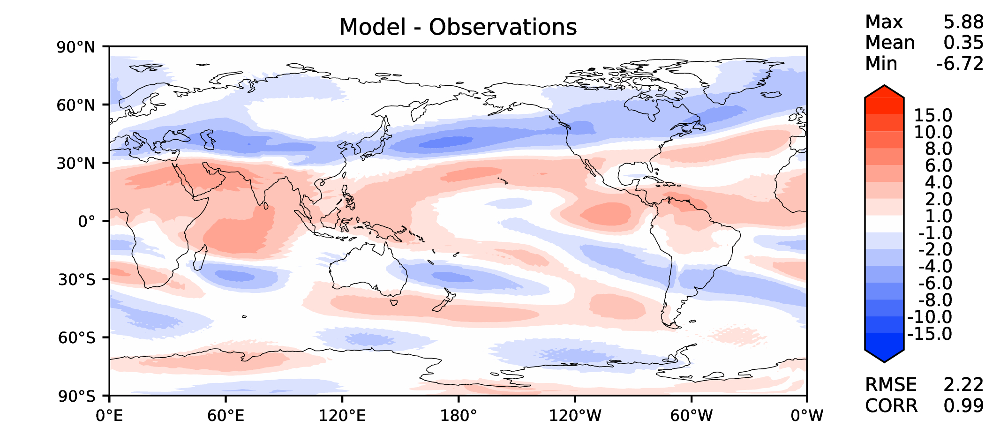 Model - Observations
Max 5.88
Mean 0.35
Min -6.72
90°N
60°N
30°N
0°
30°S
60°S
90°S
0°E 60°E 120°E 180° 120°W 60°W 0°W
15.0
10.0
8.0
6.0
4.0
2.0
1.0
-1.0
-2.0
-4.0
-6.0
-8.0
-10.0
-15.0
RMSE 2.22
CORR 0.99